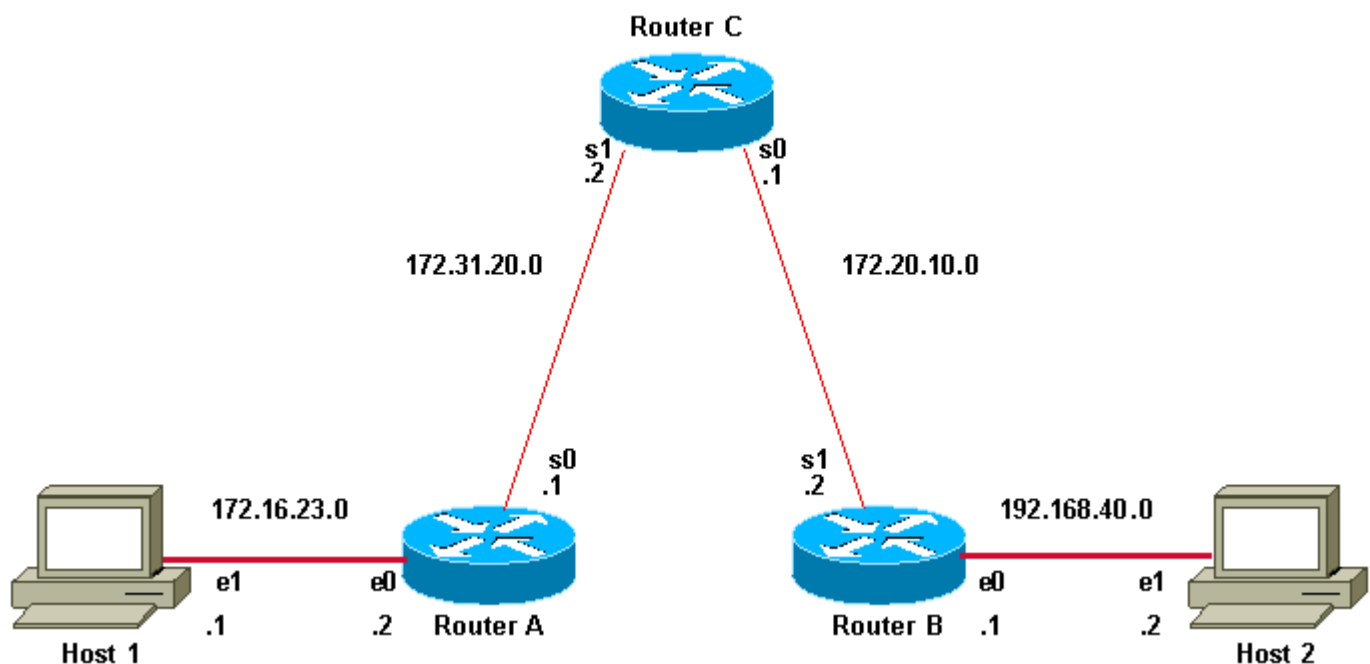 Router C
s1
.2
s0
.1
172.31.20.0
172.20.10.0
s0
.1
s1
.2
172.16.23.0
192.168.40.0
e1
e0
e0
e1
.1
.2
Router A
Router B
.1
.2
Host 1
Host 2